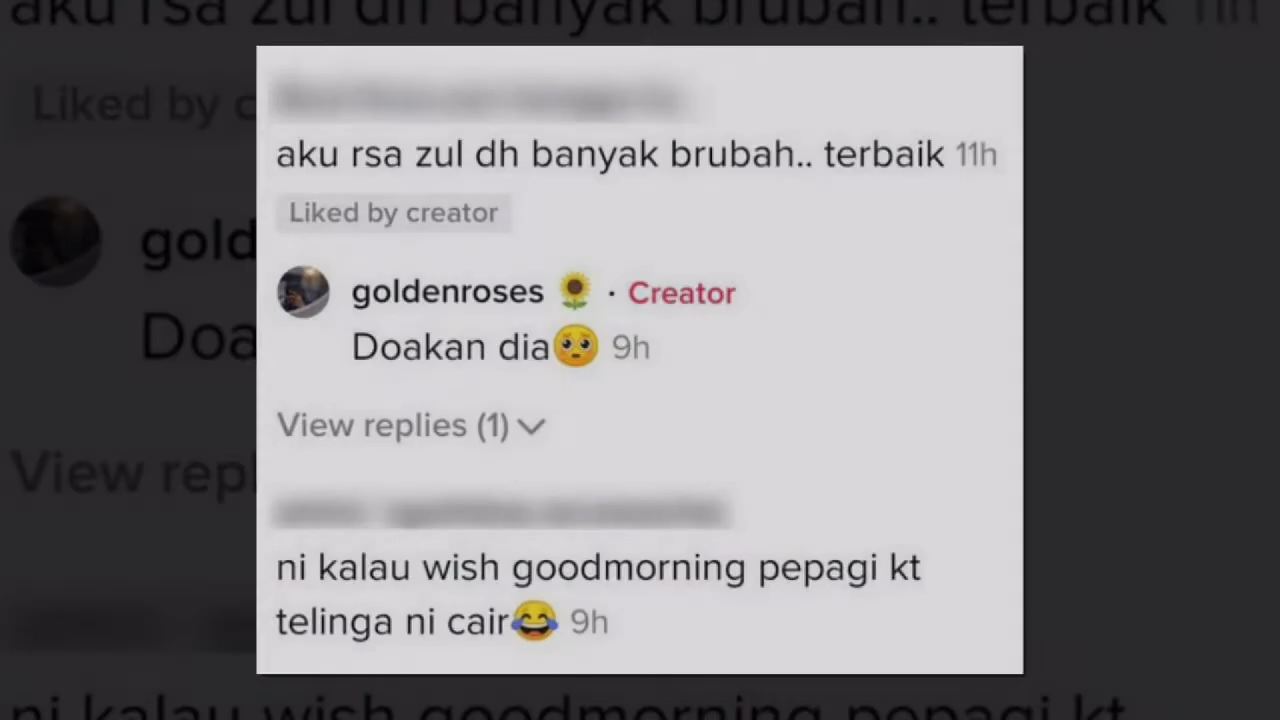 aku rsa zul dh banyak brubah.. terbaik 11h
Liked by creator
goldenroses 🌻 · Creator
Doakan dia🥺 9h
View replies (1)
ni kalau wish goodmorning pepagi kt
telinga ni cair😂 9h